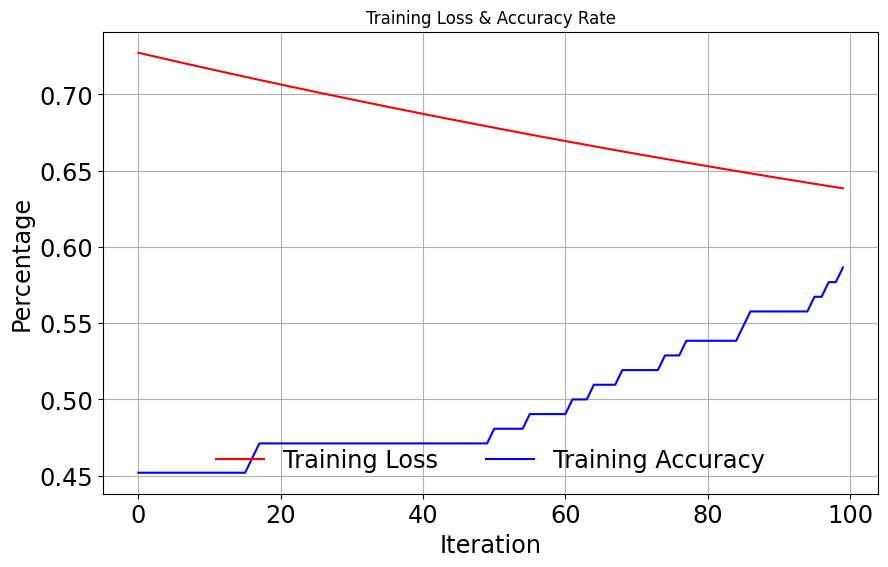 Training Loss & Accuracy Rate
Percentage
0.70
0.65
0.60
0.55
0.50
0.45
Training Loss
Training Accuracy
0 20 40 60 80 100
Iteration